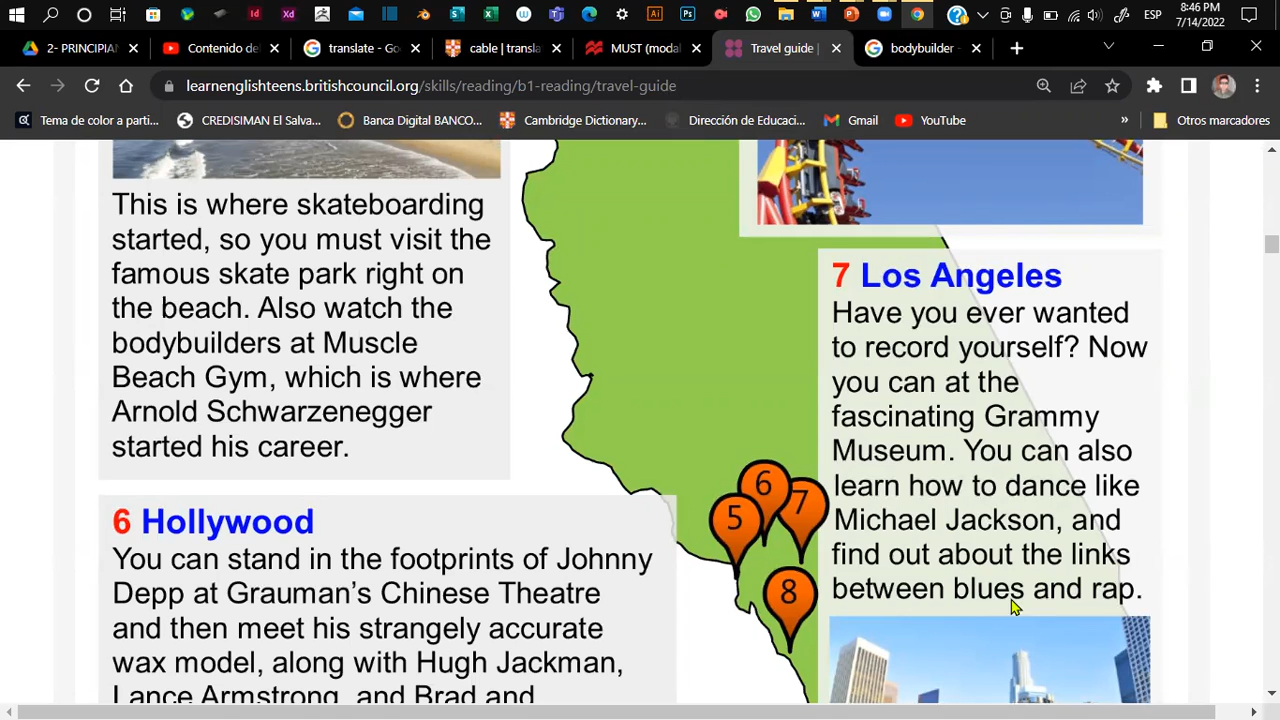 8:46 PM
ESP
7/14/2022
2- PRINCIPIAN
Contenido de
translate - Go
cable | transla
MUST (modal
Travel guide |
bodybuilder -
learnenglishteens.britishcouncil.org/skills/reading/b1-reading/travel-guide
Tema de color a parti...
CREDISIMAN El Salva...
Banca Digital BANCO...
Cambridge Dictionary...
Dirección de Educaci...
Gmail
YouTube
»
Otros marcadores
This is where skateboarding
started, so you must visit the
famous skate park right on
the beach. Also watch the
bodybuilders at Muscle
Beach Gym, which is where
Arnold Schwarzenegger
started his career.
6 Hollywood
You can stand in the footprints of Johnny
Depp at Grauman’s Chinese Theatre
and then meet his strangely accurate
wax model, along with Hugh Jackman,
Lance Armstrong, and Brad and
6
7
5
8
7 Los Angeles
Have you ever wanted
to record yourself? Now
you can at the
fascinating Grammy
Museum. You can also
learn how to dance like
Michael Jackson, and
find out about the links
between blues and rap.